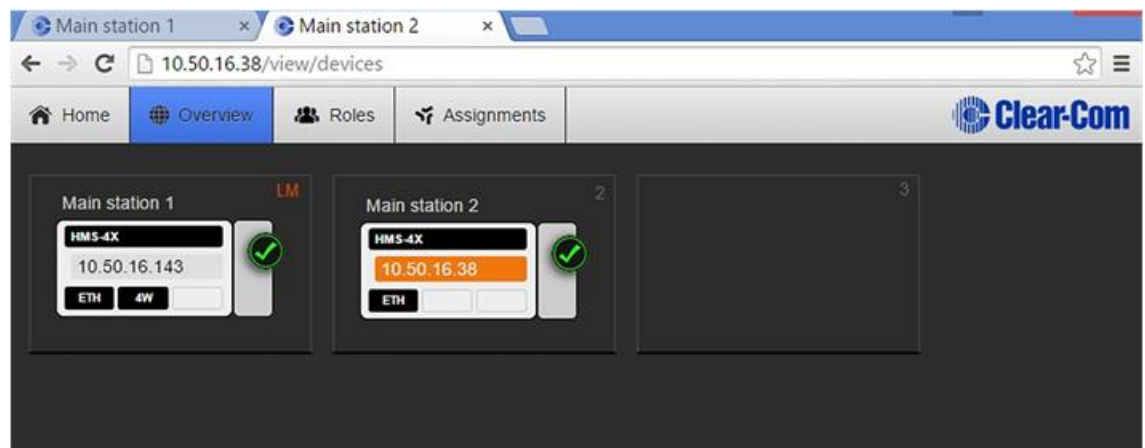 Main station 1 × Main station 2 ×
10.50.16.38/view/devices
Home Overview Roles Assignments Clear-Com
LM 2 3
Main station 1 Main station 2
HMS-4X HMS-4X
10.50.16.143 10.50.16.38
ETH 4W ETH